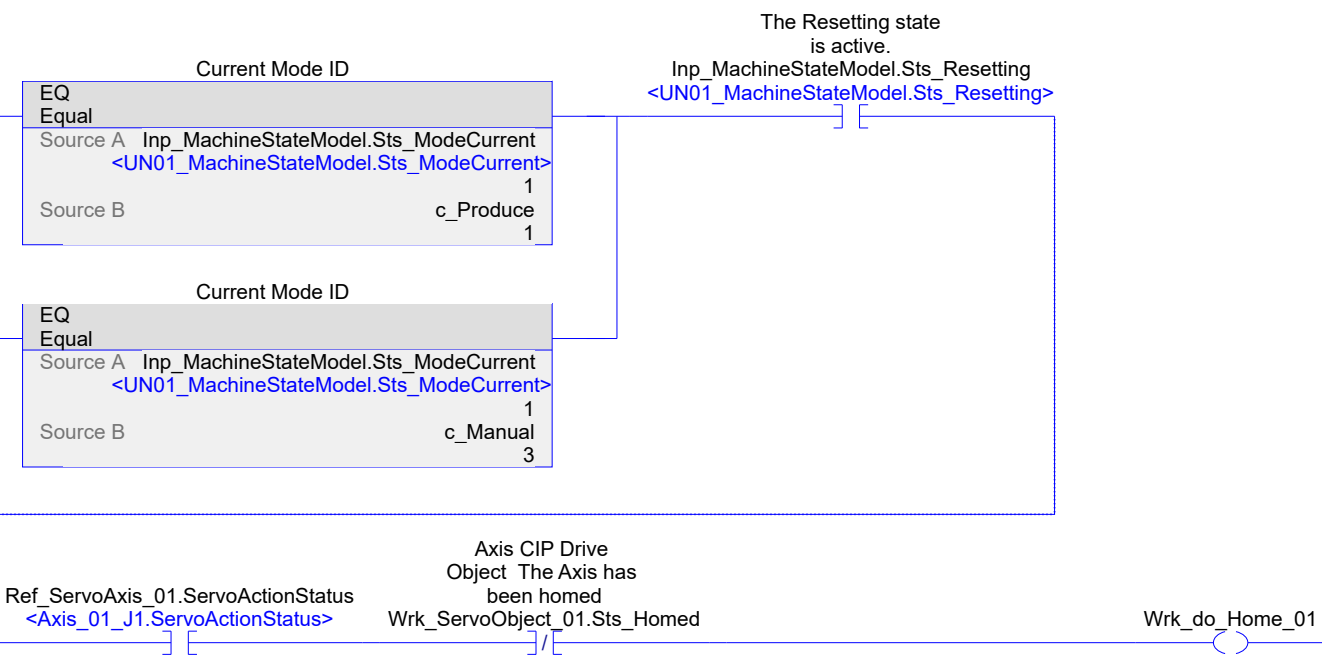 The Resetting state
is active.
Current Mode ID
Inp_MachineStateModel.Sts_Resetting
<UN01_MachineStateModel.Sts_Resetting>
EQ
Equal
Source A Inp_MachineStateModel.Sts_ModeCurrent
<UN01_MachineStateModel.Sts_ModeCurrent>
1
Source B c_Produce
1
Current Mode ID
EQ
Equal
Source A Inp_MachineStateModel.Sts_ModeCurrent
<UN01_MachineStateModel.Sts_ModeCurrent>
1
Source B c_Manual
3
Axis CIP Drive
Object The Axis has
been homed
Ref_ServoAxis_01.ServoActionStatus
<Axis_01_J1.ServoActionStatus>
Wrk_ServoObject_01.Sts_Homed
/
Wrk_do_Home_01